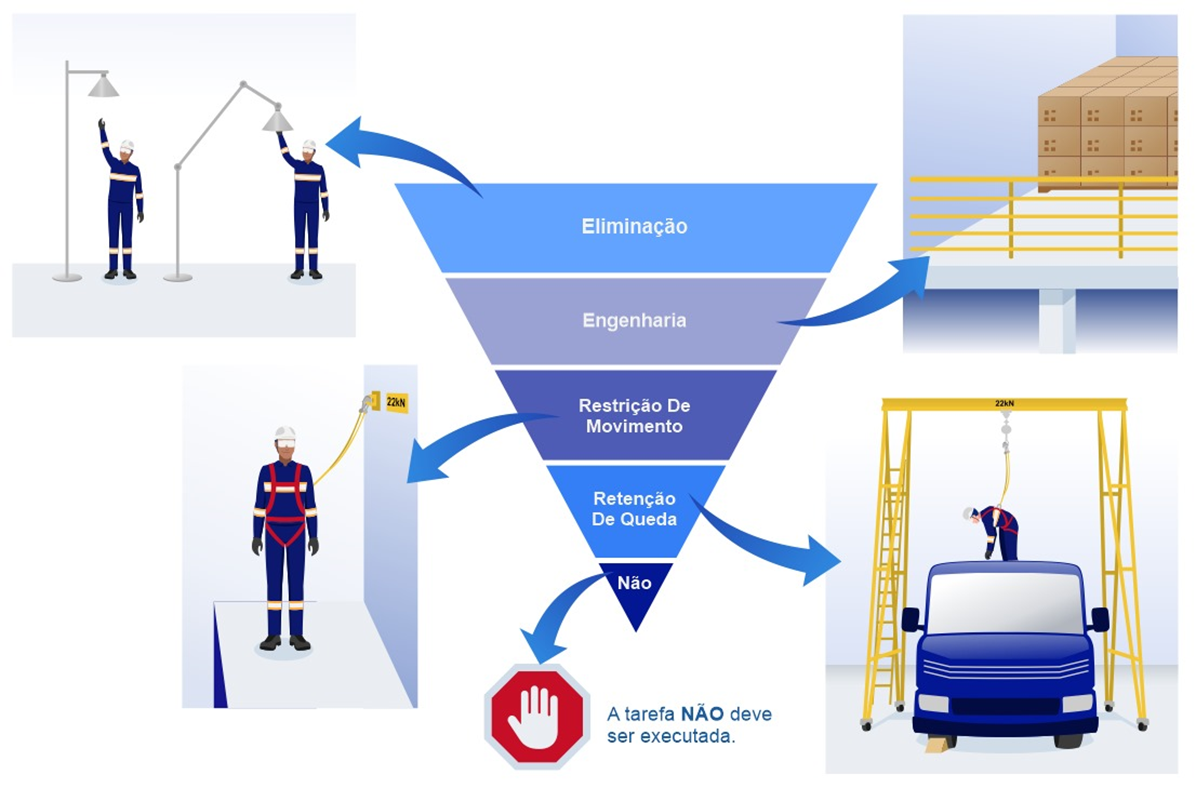 Eliminação
Engenharia
Restrição De
Movimento
22kN
22kN
Retenção
De Queda
Não
A tarefa NÃO deve
ser executada.